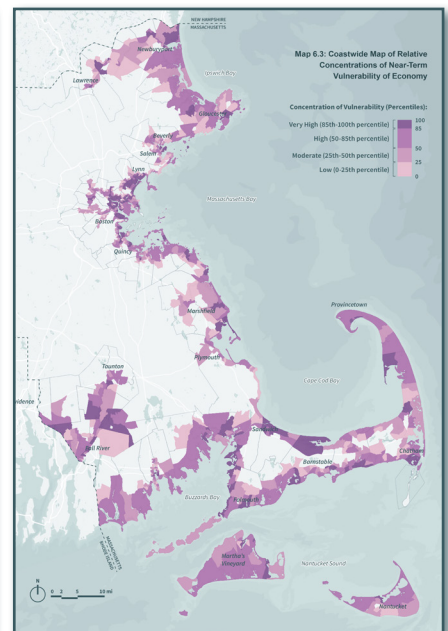 NEW HAMPSHIRE
MASSACHUSETTS
Newburyport
Lawrence
Ipswich Bay
Map 6.3: Coastwide Map of Relative
Concentrations of Near-Term
Vulnerability of Economy
Concentration of Vulnerability (Percentiles):
Very High (85th-100th percentile)
High (50-85th percentile)
Moderate (25th-50th percentile)
Low (0-25th percentile)
100
85
50
25
0
Gloucester
Beverly
Salem
Lynn
Massachusetts Bay
Boston
Quincy
Marshfield
Provincetown
Plymouth
Cape Cod Bay
Taunton
vidence
Fall River
Barnstable
Chatham
Buzzards Bay
Falmouth
MASSACHUSETTS
RHODE ISLAND
Martha's
Vineyard
Nantucket Sound
Nantucket
N
0 2 5 10 mi